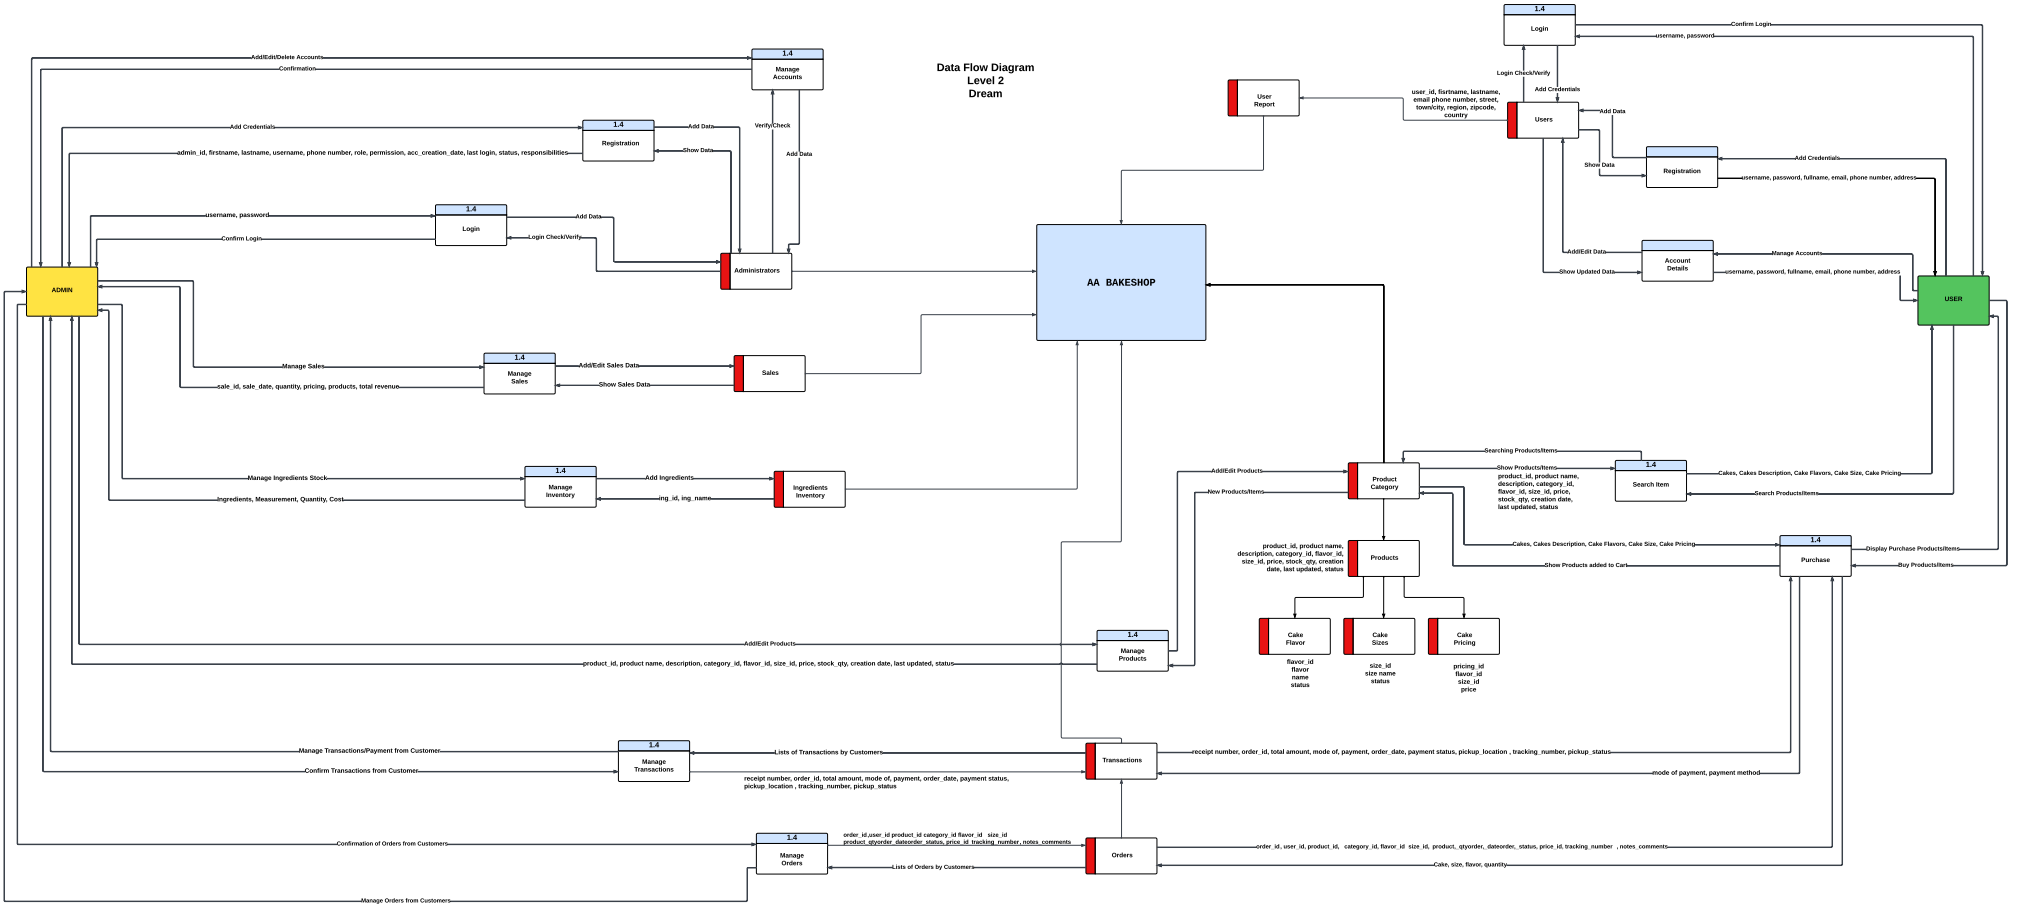 Data Flow Diagram
Level 2
Dream
1.4
Manage
Accounts
Add/Edit/Delete Accounts
Confirmation
Verify Check
Add Data
1.4
Registration
Add Credentials
admin_id, firstname, lastname, username, phone number, role, permission, acc_creation_date, last login, status, responsibilities
Add Data
Show Data
1.4
Login
username, password
Confirm Login
Add Data
Login Check/Verify
Administrators
ADMIN
1.4
Manage
Sales
Manage Sales
sale_id, sale_date, quantity, pricing, products, total revenue
Add/Edit Sales Data
Show Sales Data
Sales
1.4
Manage
Inventory
Manage Ingredients Stock
Ingredients, Measurement, Quantity, Cost
Add Ingredients
ing_id, ing_name
Ingredients
Inventory
AA BAKESHOP
User
Report
user_id, fisrtname, lastname,
email phone number, street,
town/city, region, zipcode,
country
1.4
Login
Confirm Login
username, password
Login Check/Verify
Add Credentials
Users
Add Data
Show Data
Registration
Add Credentials
username, password, fullname, email, phone number, address
Add/Edit Data
Show Updated Data
Account
Details
Manage Accounts
username, password, fullname, email, phone number, address
USER
Searching Products/Items
Add/Edit Products
New Products/Items
Product
Category
Show Products/Items
product_id, product name,
description, category_id,
flavor_id, size_id, price,
stock_qty, creation date,
last updated, status
1.4
Search Item
Cakes, Cakes Description, Cake Flavors, Cake Size, Cake Pricing
Search Products/Items
product_id, product name,
description, category_id, flavor_id,
size_id, price, stock_qty, creation
date, last updated, status
Products
Cakes, Cakes Description, Cake Flavors, Cake Size, Cake Pricing
Show Products added to Cart
1.4
Purchase
Display Purchase Products/Items
Buy Products/Items
Cake
Flavor
Cake
Sizes
Cake
Pricing
flavor_id
flavor
name
status
size_id
size name
status
pricing_id
flavor_id
size_id
price
1.4
Manage
Products
Add/Edit Products
product_id, product name, description, category_id, flavor_id, size_id, price, stock_qty, creation date, last updated, status
1.4
Manage
Transactions
Manage Transactions/Payment from Customer
Confirm Transactions from Customer
Lists of Transactions by Customers
receipt number, order_id, total amount, mode of, payment, order_date, payment status,
pickup_location , tracking_number, pickup_status
Transactions
receipt number, order_id, total amount, mode of, payment, order_date, payment status, pickup_location , tracking_number, pickup_status
mode of payment, payment method
1.4
Manage
Orders
Confirmation of Orders from Customers
Manage Orders from Customers
order_id,user_id product_id category_id flavor_id size_id
product_qtyorder_dateorder_status, price_id tracking_number, notes_comments
Lists of Orders by Customers
Orders
order_id, user_id, product_id, category_id, flavor_id size_id, product,_qtyorder,_dateorder,_status, price_id, tracking_number , notes_comments
Cake, size, flavor, quantity